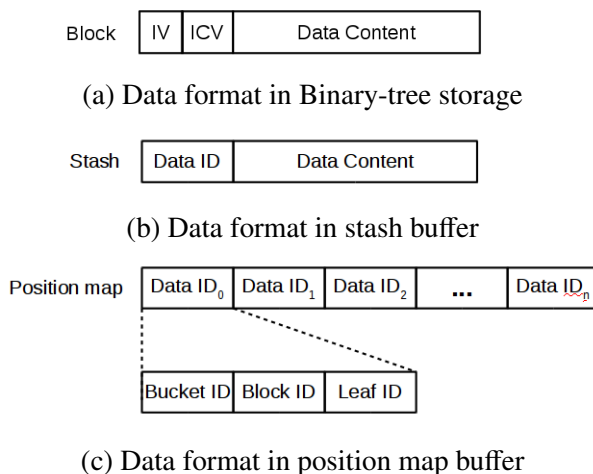 Block IV ICV Data Content
(a) Data format in Binary-tree storage
Stash Data ID Data Content
(b) Data format in stash buffer
Position map Data ID₀ Data ID₁ Data ID₂ ... Data IDₙ
Bucket ID Block ID Leaf ID
(c) Data format in position map buffer